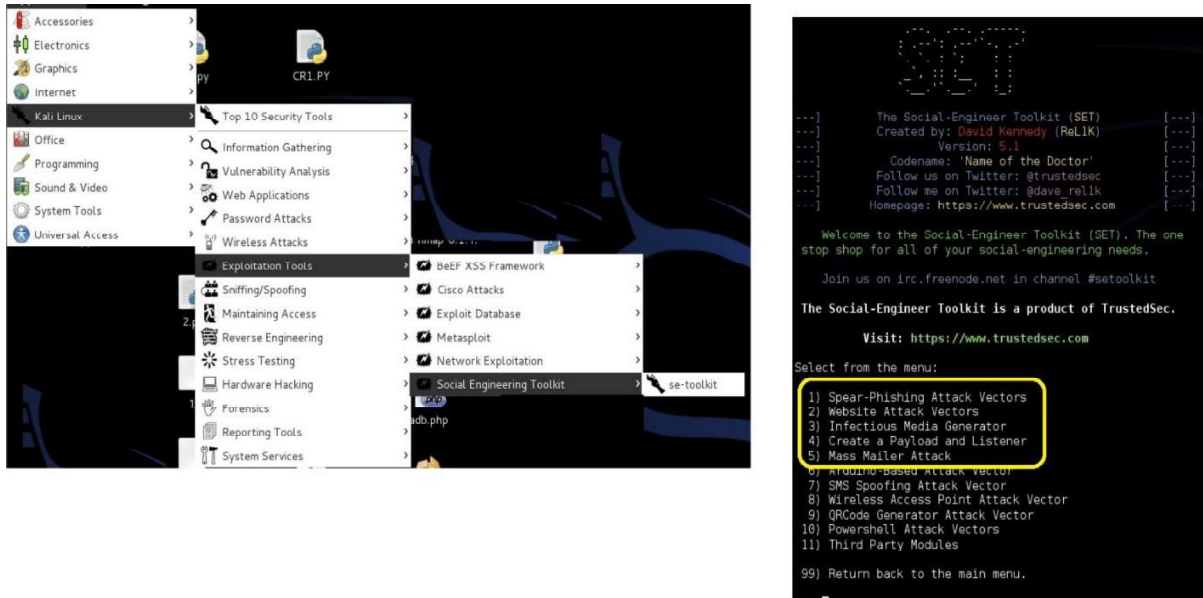 Accessories
Electronics
Graphics
Internet
Kali Linux
Office
Programming
Sound & Video
System Tools
Universal Access
py
CR1.PY
Top 10 Security Tools
Information Gathering
Vulnerability Analysis
Web Applications
Password Attacks
Wireless Attacks
Exploitation Tools
Sniffing/Spoofing
Maintaining Access
Reverse Engineering
Stress Testing
Hardware Hacking
Forensics
Reporting Tools
System Services
BeEF XSS Framework
Cisco Attacks
Exploit Database
Metasploit
Network Exploitation
Social Engineering Toolkit
se-toolkit
php
adb.php
SET
---] The Social-Engineer Toolkit (SET) [---]
---] Created by: David Kennedy (ReL1K) [---]
---] Version: 5.1 [---]
---] Codename: 'Name of the Doctor' [---]
---] Follow us on Twitter: @trustedsec [---]
---] Follow me on Twitter: @dave_rel1k [---]
---] Homepage: https://www.trustedsec.com [---]
Welcome to the Social-Engineer Toolkit (SET). The one
stop shop for all of your social-engineering needs.
Join us on irc.freenode.net in channel #setoolkit
The Social-Engineer Toolkit is a product of TrustedSec.
Visit: https://www.trustedsec.com
Select from the menu:
1) Spear-Phishing Attack Vectors
2) Website Attack Vectors
3) Infectious Media Generator
4) Create a Payload and Listener
5) Mass Mailer Attack
6) Arduino-Based Attack Vector
7) SMS Spoofing Attack Vector
8) Wireless Access Point Attack Vector
9) QRCode Generator Attack Vector
10) Powershell Attack Vectors
11) Third Party Modules
99) Return back to the main menu.